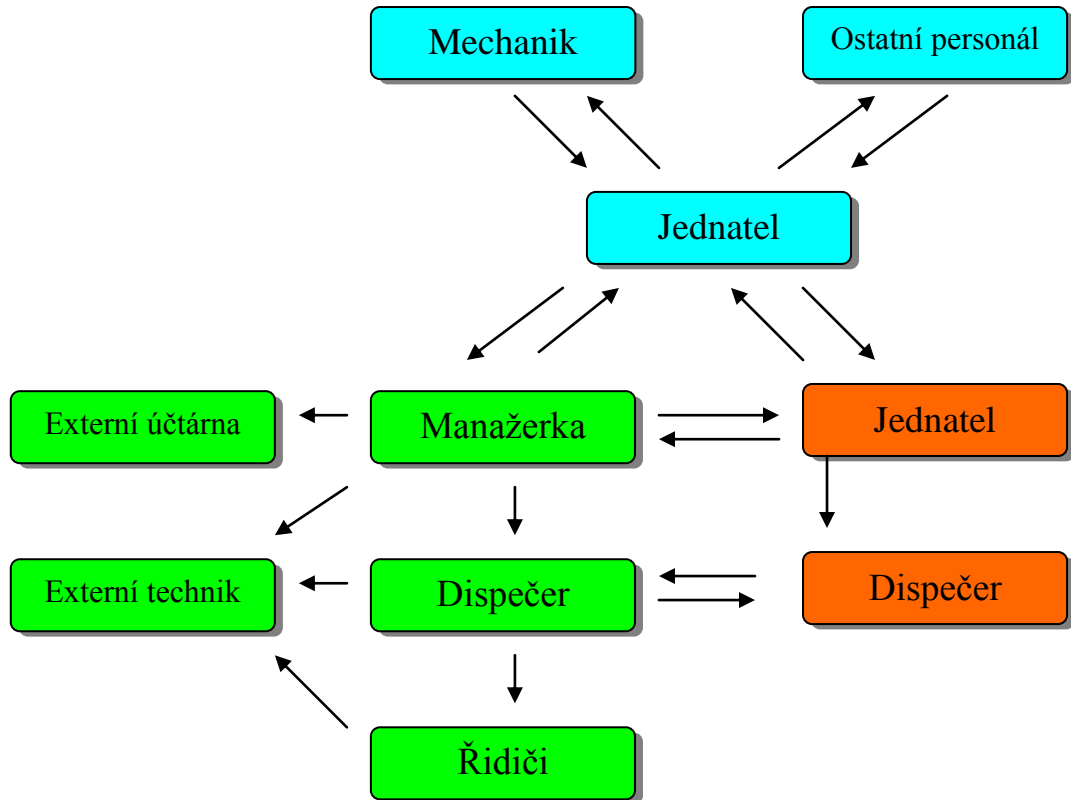 Mechanik
Ostatní personál
Jednatel
Externí účtárna
Manažerka
Jednatel
Externí technik
Dispečer
Dispečer
Řidiči